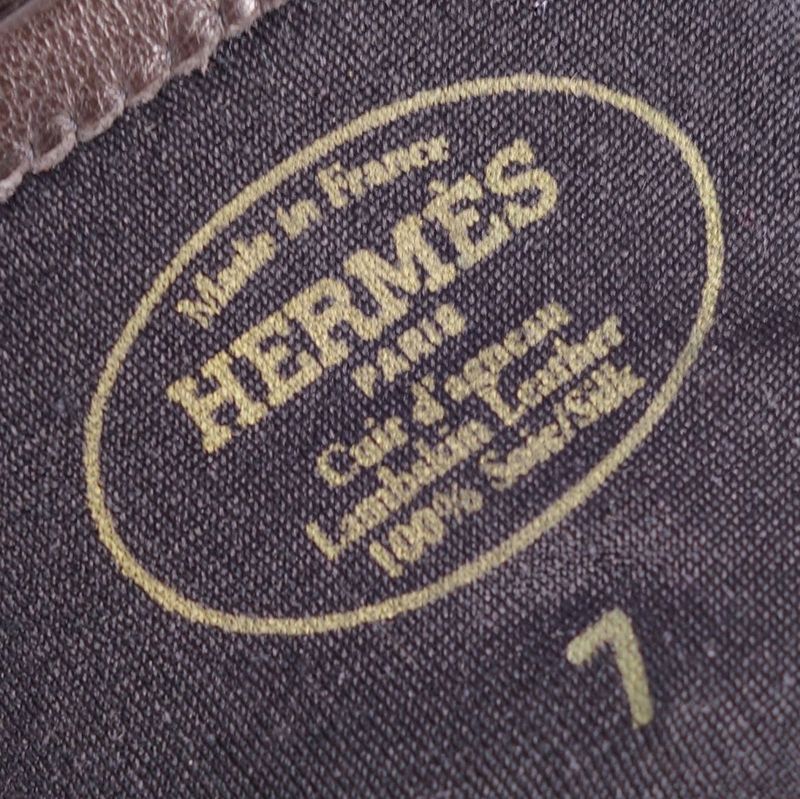 Made in France
HERMÈS
PARIS
Cuir d'agneau
Lambskin Leather
100% Soie/Silk
7